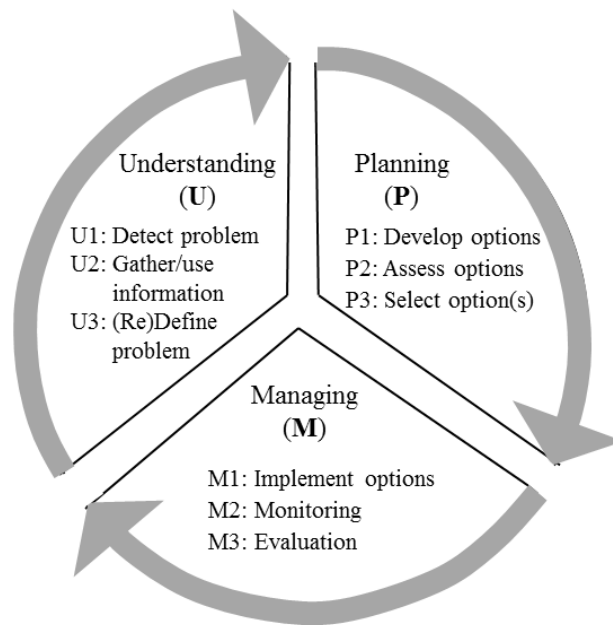 Understanding
(U)
U1: Detect problem
U2: Gather/use
information
U3: (Re)Define
problem
Planning
(P)
P1: Develop options
P2: Assess options
P3: Select option(s)
Managing
(M)
M1: Implement options
M2: Monitoring
M3: Evaluation